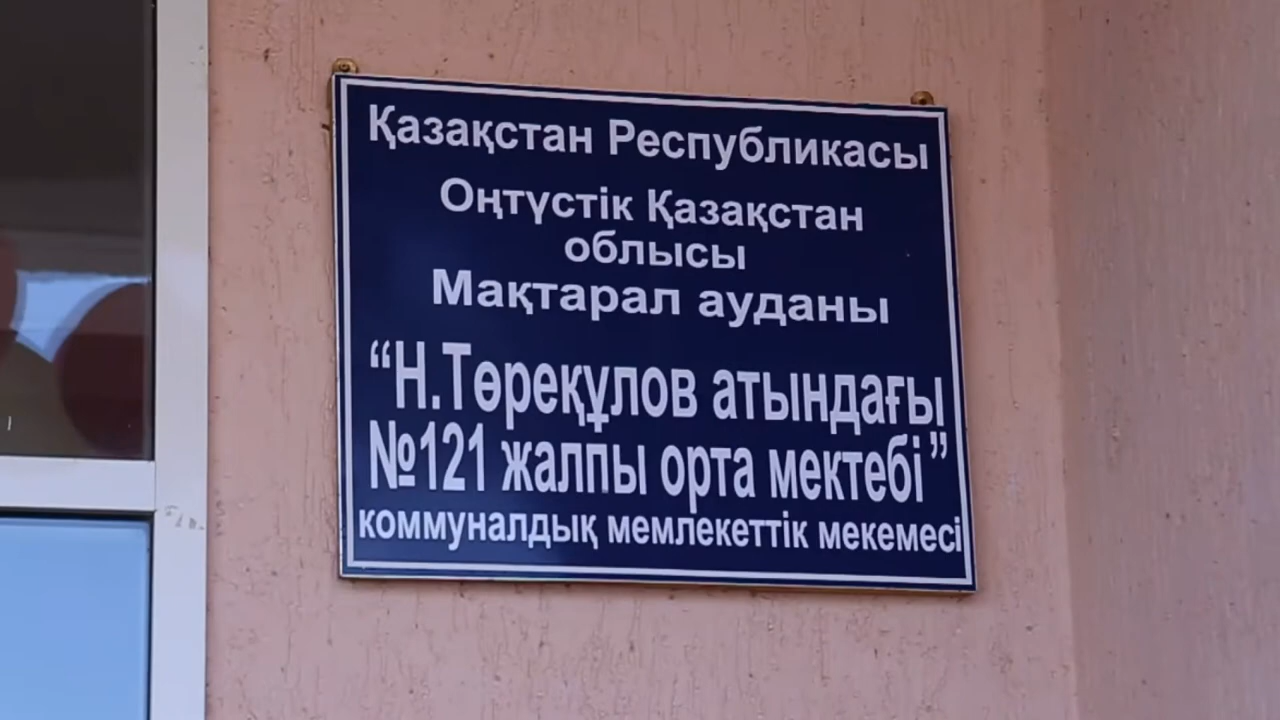 Қазақстан Республикасы
Оңтүстік Қазақстан
облысы
Мақтарал ауданы
“Н.Төреқұлов атындағы
№121 жалпы орта мектебі”
коммуналдық мемлекеттік мекемесі